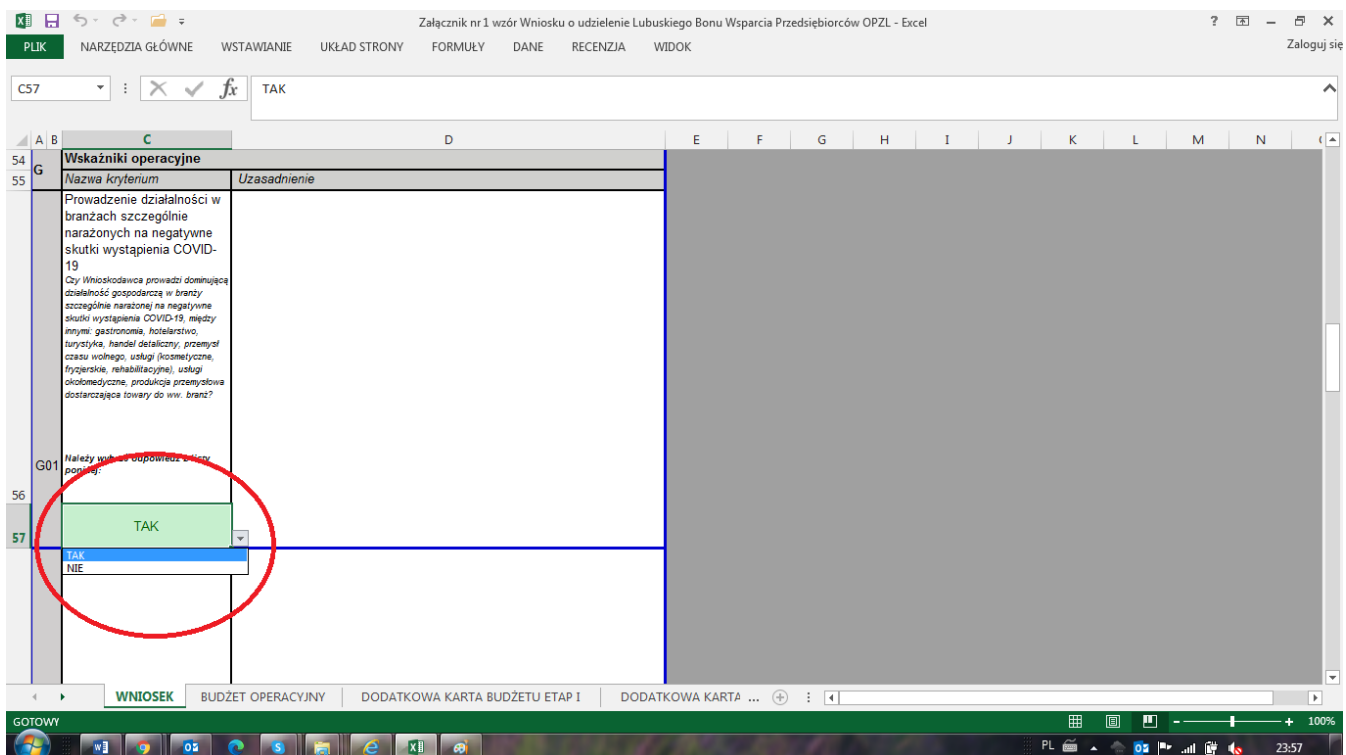 Załącznik nr 1 wzór Wniosku o udzielenie Lubuskiego Bonu Wsparcia Przedsiębiorców OPZL - Excel
?
PLIK NARZĘDZIA GŁÓWNE WSTAWIANIE UKŁAD STRONY FORMUŁY DANE RECENZJA WIDOK Zaloguj się
C57 fx TAK
A B C D E F G H I J K L M N
54 G Wskaźniki operacyjne
55 Nazwa kryterium Uzasadnienie
Prowadzenie działalności w
branżach szczególnie
narażonych na negatywne
skutki wystąpienia COVID-
19
Czy Wnioskodawca prowadzi dominującą
działalność gospodarczą w branży
szczególnie narażonej na negatywne
skutki wystąpienia COVID-19, między
innymi: gastronomia, hotelarstwo,
turystyka, handel detaliczny, przemysł
czasu wolnego, usługi (kosmetyczne,
fryzjerskie, rehabilitacyjne), usługi
okołomedyczne, produkcja przemysłowa
dostarczająca towary do ww. branż?
Należy wybrać odpowiedź z listy
G01 poniżej:
56
57 TAK
TAK
NIE
WNIOSEK BUDŻET OPERACYJNY DODATKOWA KARTA BUDŻETU ETAP I DODATKOWA KARTA ...
GOTOWY 100%
PL 23:57